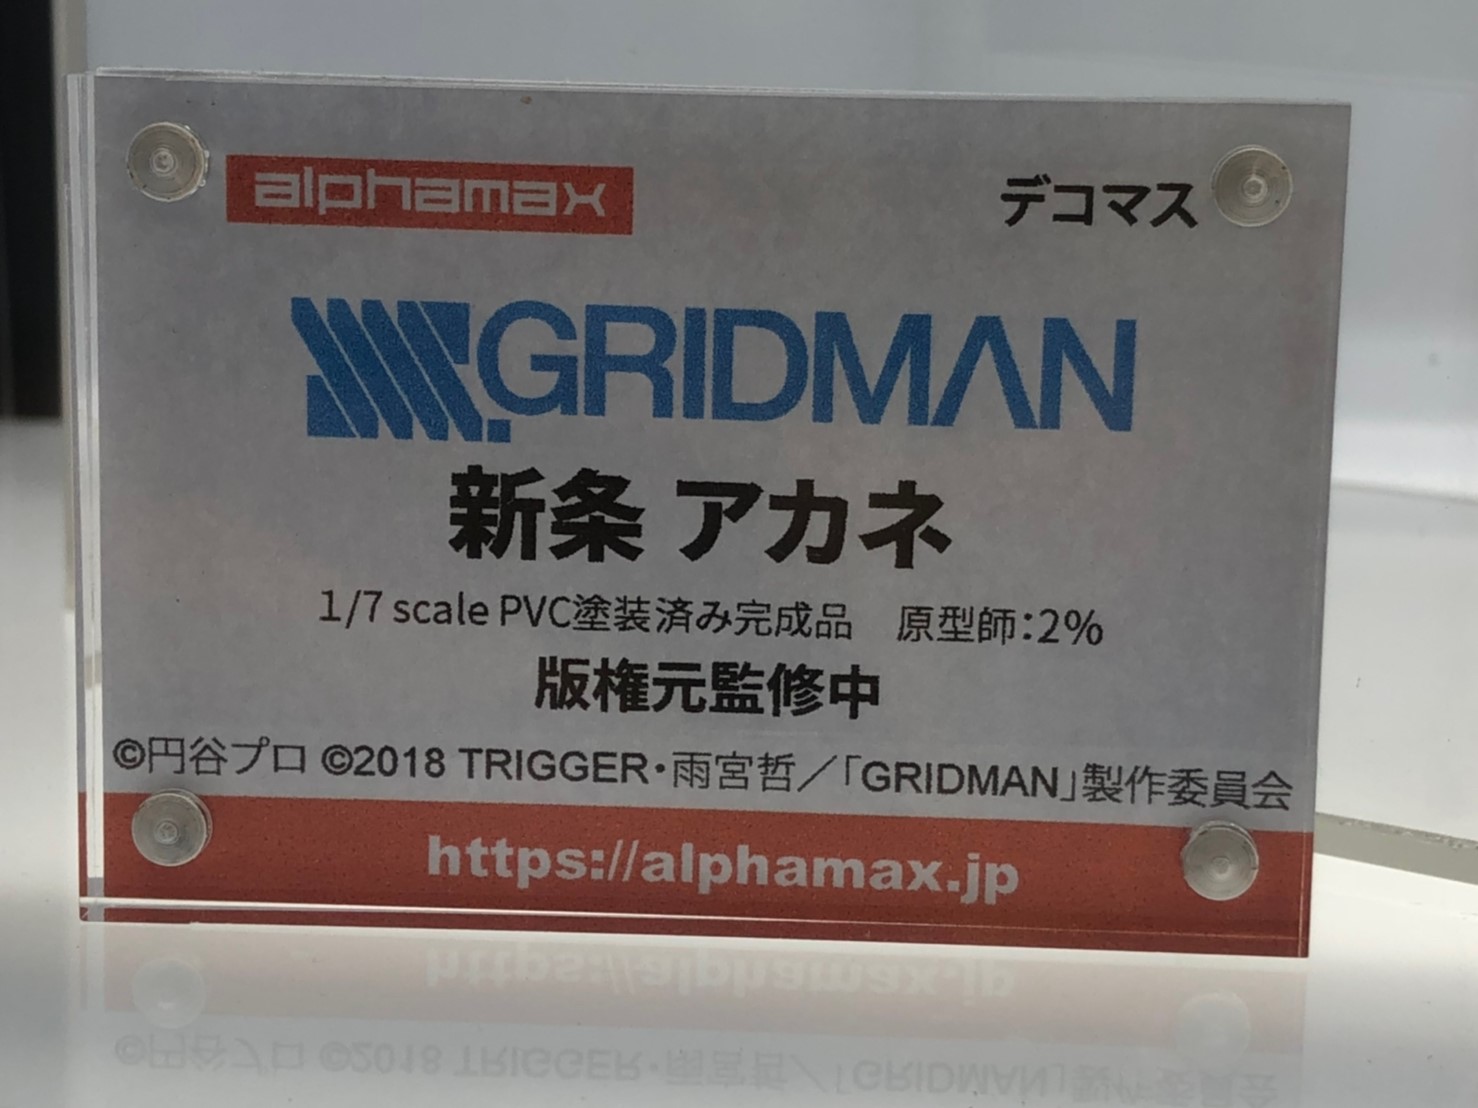 alphamax
デコマス
GRIDMAN
新条 アカネ
1/7 scale PVC塗装済み完成品　原型師：2%
版権元監修中
©円谷プロ ©2018 TRIGGER・雨宮哲／「GRIDMAN」製作委員会
https://alphamax.jp